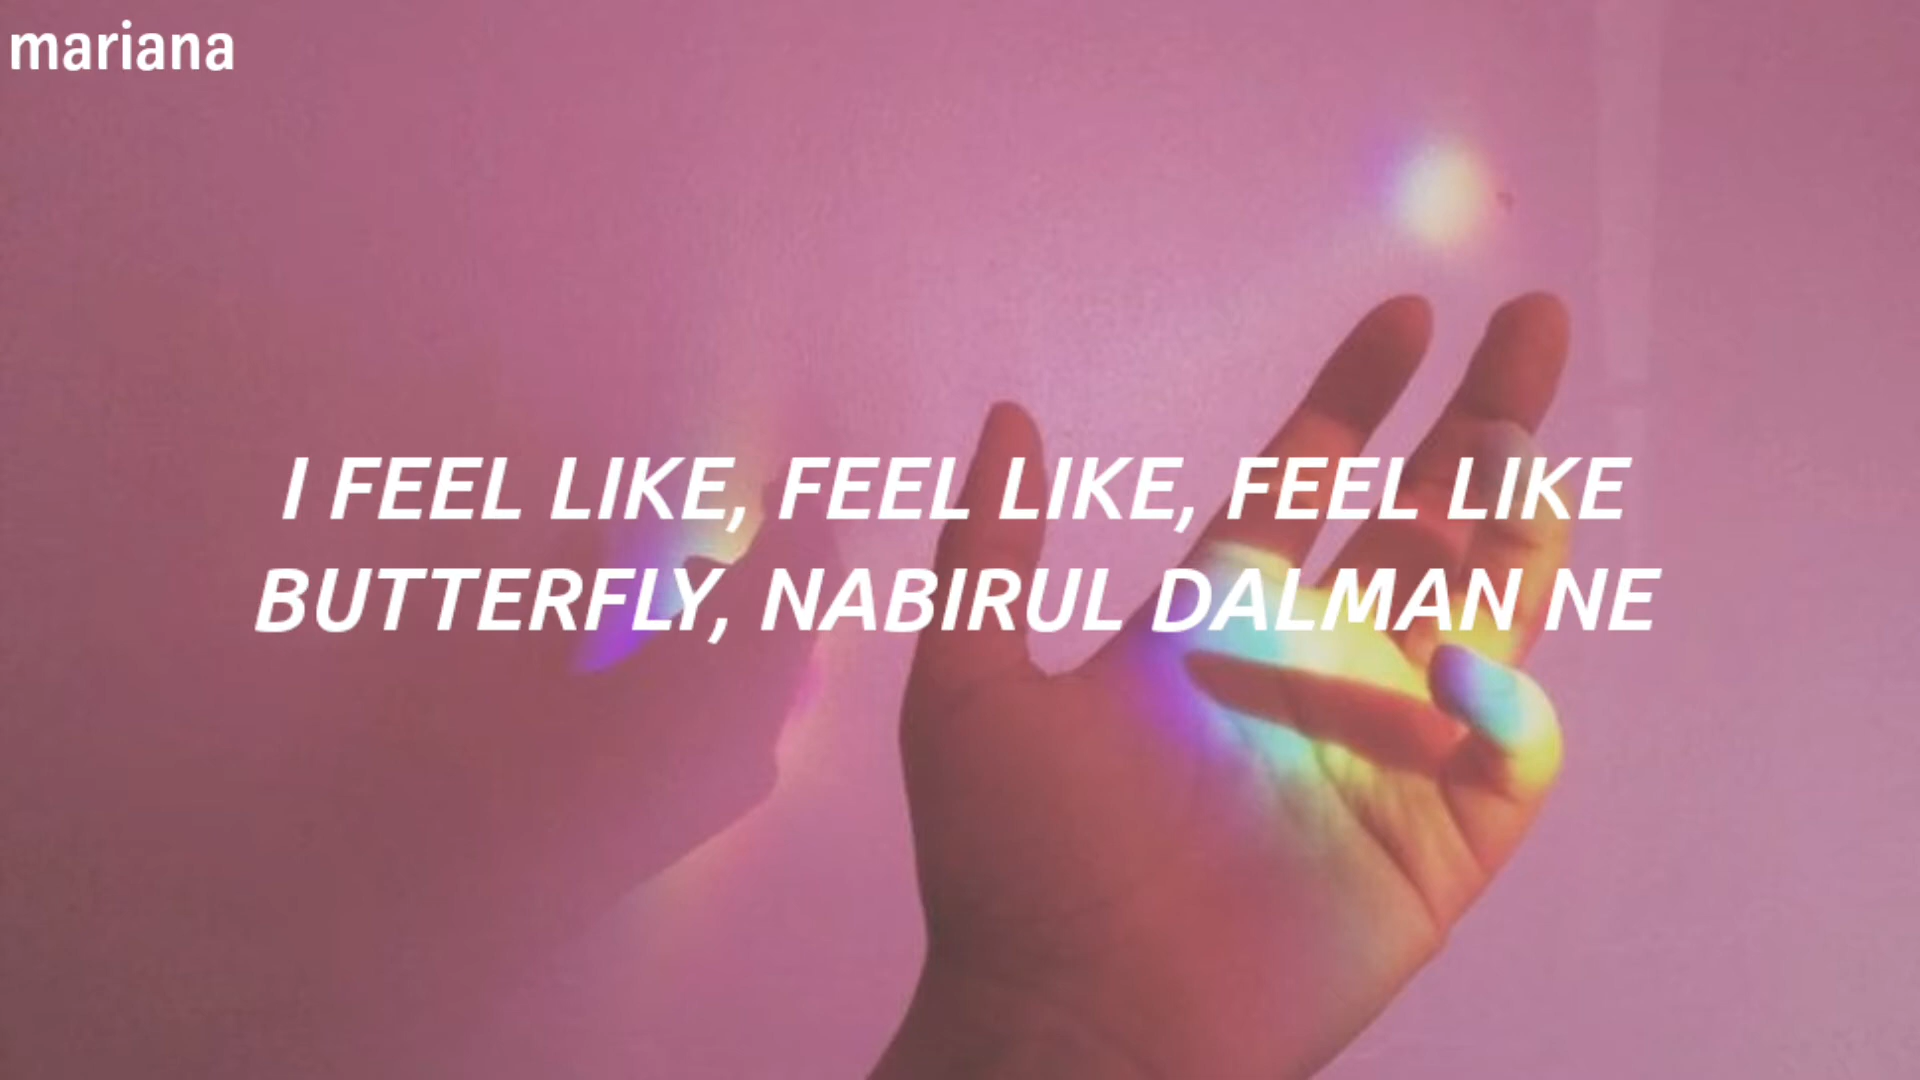 mariana
I FEEL LIKE, FEEL LIKE, FEEL LIKE
BUTTERFLY, NABIRUL DALMAN NE